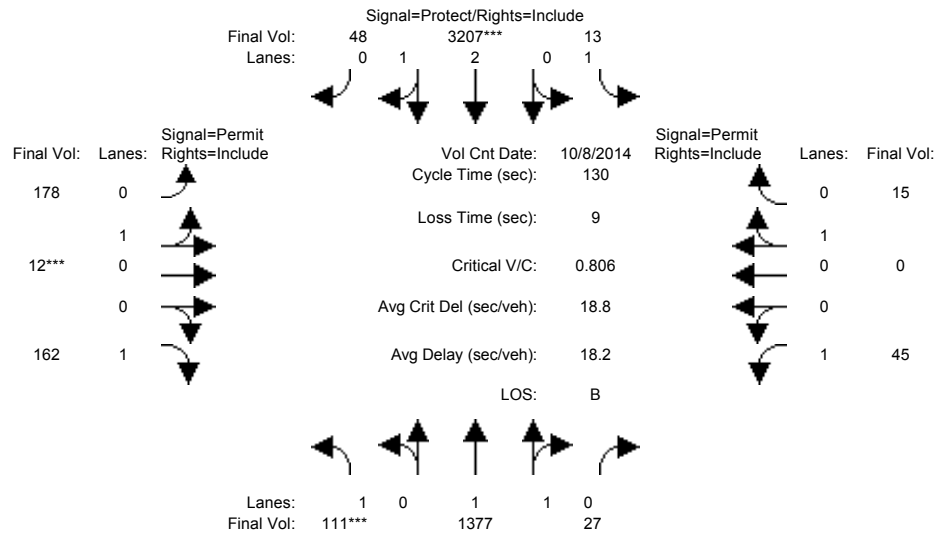 Signal=Protect/Rights=Include
Final Vol: 48 3207*** 13
Lanes: 0 1 2 0 1
Signal=Permit Signal=Permit
Final Vol: Lanes: Rights=Include Vol Cnt Date: 10/8/2014 Rights=Include Lanes: Final Vol:
Cycle Time (sec): 130
178 0 0 15
Loss Time (sec): 9
1 1
12*** 0 Critical V/C: 0.806 0 0
0 Avg Crit Del (sec/veh): 18.8 0
162 1 Avg Delay (sec/veh): 18.2 1 45
LOS: B
Lanes: 1 0 1 1 0
Final Vol: 111*** 1377 27